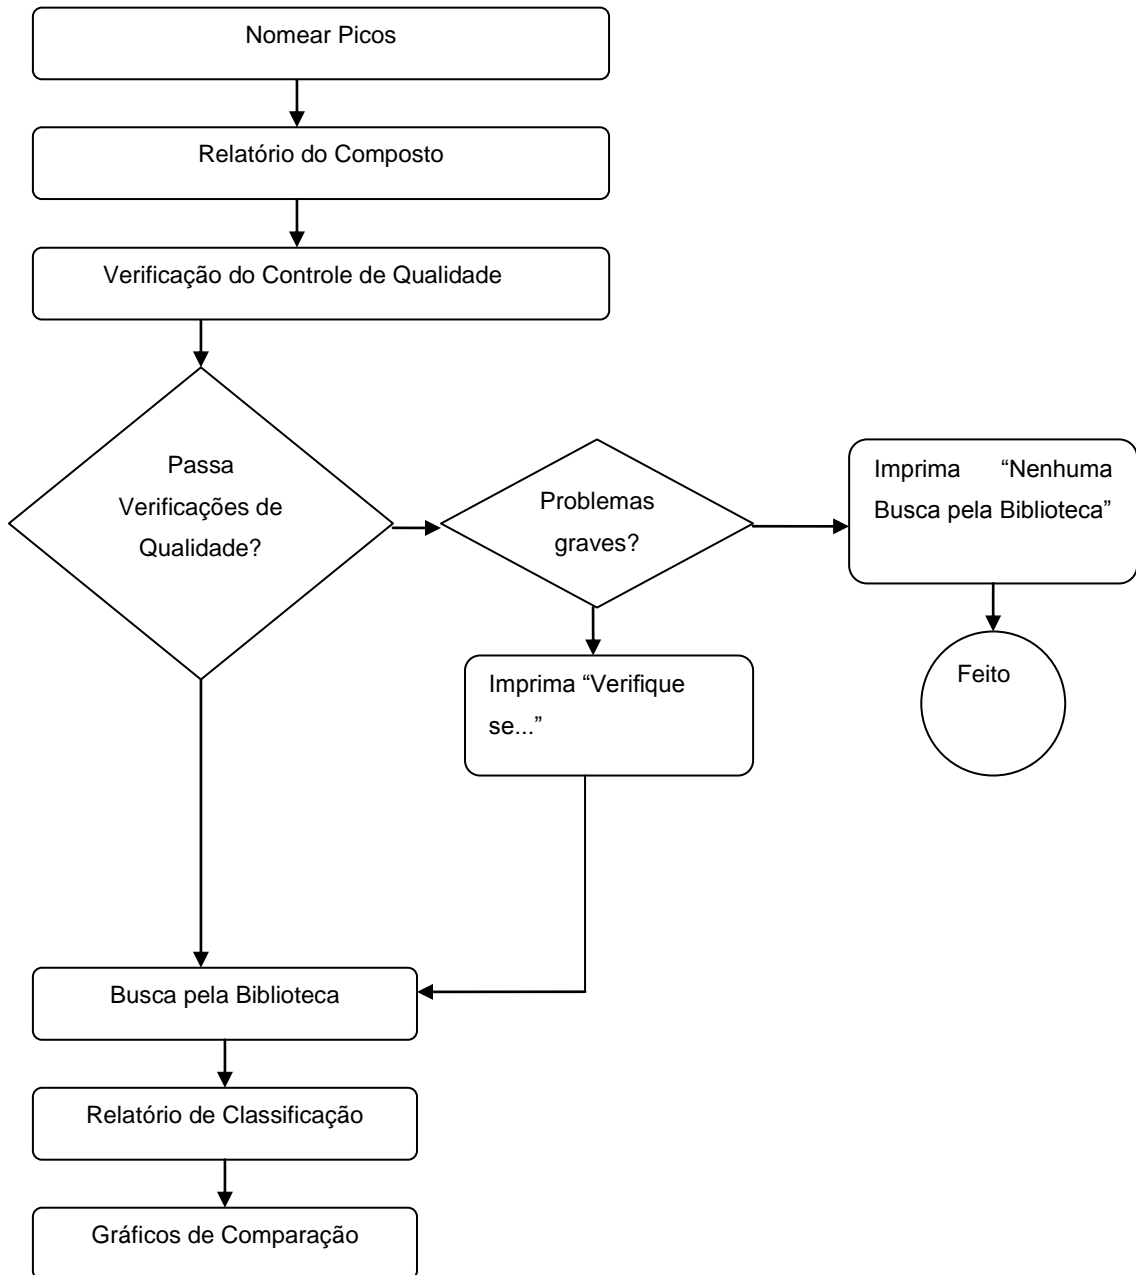 Nomear Picos
Relatório do Composto
Verificação do Controle de Qualidade
Passa
Verificações de
Qualidade?
Problemas
graves?
Imprima “Nenhuma
Busca pela Biblioteca”
Imprima “Verifique
se...”
Feito
Busca pela Biblioteca
Relatório de Classificação
Gráficos de Comparação